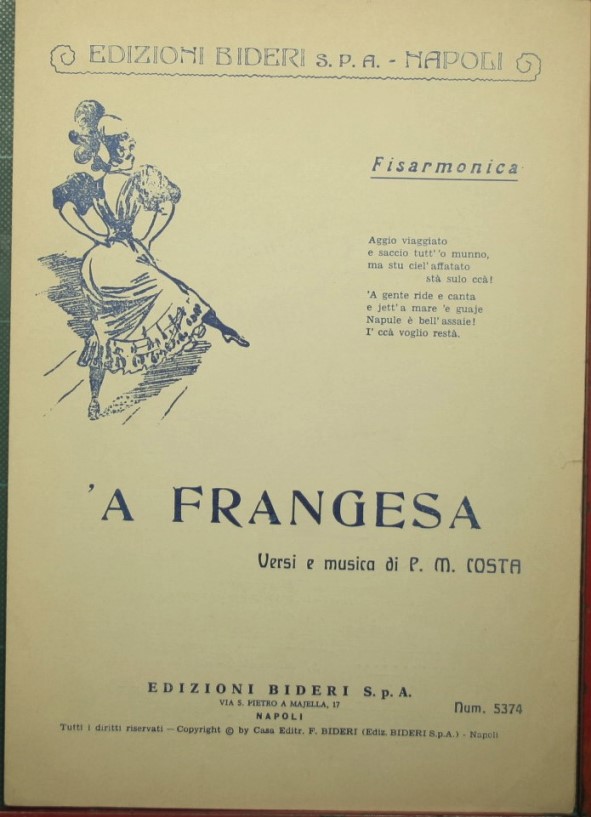 EDIZIONI BIDERI S. P. A. - NAPOLI
Fisarmonica
Aggio viaggiato
e saccio tutt' 'o munno,
ma stu ciel' affatato
stà sulo ccà!
'A gente ride e canta
e jett' a mare 'e guaje
Napule è bell' assaie!
I' ccà voglio restà.
'A FRANGESA
Versi e musica di P. M. COSTA
EDIZIONI BIDERI S. p. A.
VIA S. PIETRO A MAJELLA, 17
NAPOLI
Num. 5374
Tutti i diritti riservati — Copyright © by Casa Editr. F. BIDERI (Ediz. BIDERI S.p.A.) - Napoli